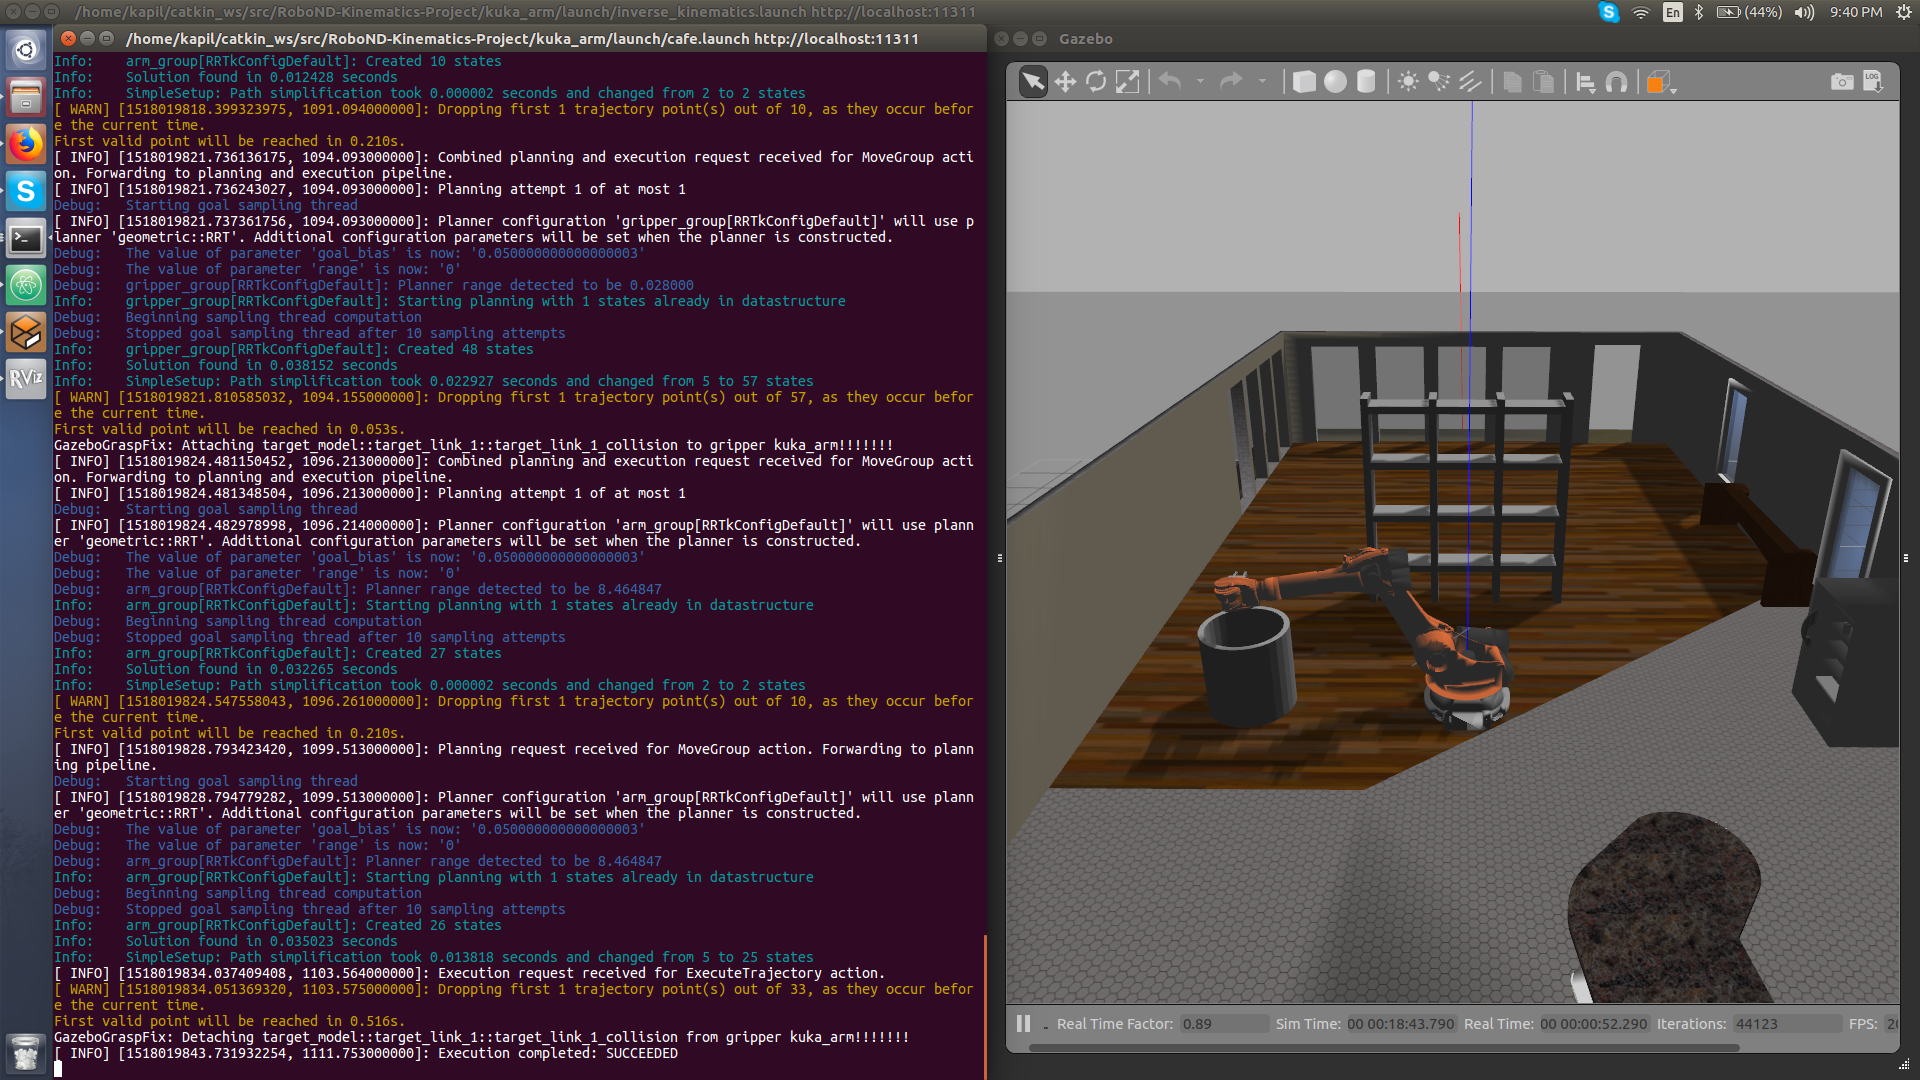 /home/kapil/catkin_ws/src/RoboND-Kinematics-Project/kuka_arm/launch/inverse_kinematics.launch http://localhost:11311
En
(44%)
9:40 PM
/home/kapil/catkin_ws/src/RoboND-Kinematics-Project/kuka_arm/launch/cafe.launch http://localhost:11311
Info:    arm_group[RRTkConfigDefault]: Created 10 states
Info:    Solution found in 0.012428 seconds
Info:    SimpleSetup: Path simplification took 0.000002 seconds and changed from 2 to 2 states
[ WARN] [1518019818.399323975, 1091.094000000]: Dropping first 1 trajectory point(s) out of 10, as they occur befor
e the current time.
First valid point will be reached in 0.210s.
[ INFO] [1518019821.736136175, 1094.093000000]: Combined planning and execution request received for MoveGroup acti
on. Forwarding to planning and execution pipeline.
[ INFO] [1518019821.736243027, 1094.093000000]: Planning attempt 1 of at most 1
Debug:   Starting goal sampling thread
[ INFO] [1518019821.737361756, 1094.093000000]: Planner configuration 'gripper_group[RRTkConfigDefault]' will use p
lanner 'geometric::RRT'. Additional configuration parameters will be set when the planner is constructed.
Debug:   The value of parameter 'goal_bias' is now: '0.050000000000000003'
Debug:   The value of parameter 'range' is now: '0'
Debug:   gripper_group[RRTkConfigDefault]: Planner range detected to be 0.028000
Info:    gripper_group[RRTkConfigDefault]: Starting planning with 1 states already in datastructure
Debug:   Beginning sampling thread computation
Debug:   Stopped goal sampling thread after 10 sampling attempts
Info:    gripper_group[RRTkConfigDefault]: Created 48 states
Info:    Solution found in 0.038152 seconds
Info:    SimpleSetup: Path simplification took 0.022927 seconds and changed from 5 to 57 states
[ WARN] [1518019821.810585032, 1094.155000000]: Dropping first 1 trajectory point(s) out of 57, as they occur befor
e the current time.
First valid point will be reached in 0.053s.
GazeboGraspFix: Attaching target_model::target_link_1::target_link_1_collision to gripper kuka_arm!!!!!!!
[ INFO] [1518019824.481150452, 1096.213000000]: Combined planning and execution request received for MoveGroup acti
on. Forwarding to planning and execution pipeline.
[ INFO] [1518019824.481348504, 1096.213000000]: Planning attempt 1 of at most 1
Debug:   Starting goal sampling thread
[ INFO] [1518019824.482978998, 1096.214000000]: Planner configuration 'arm_group[RRTkConfigDefault]' will use plann
er 'geometric::RRT'. Additional configuration parameters will be set when the planner is constructed.
Debug:   The value of parameter 'goal_bias' is now: '0.050000000000000003'
Debug:   The value of parameter 'range' is now: '0'
Debug:   arm_group[RRTkConfigDefault]: Planner range detected to be 8.464847
Info:    arm_group[RRTkConfigDefault]: Starting planning with 1 states already in datastructure
Debug:   Beginning sampling thread computation
Debug:   Stopped goal sampling thread after 10 sampling attempts
Info:    arm_group[RRTkConfigDefault]: Created 27 states
Info:    Solution found in 0.032265 seconds
Info:    SimpleSetup: Path simplification took 0.000002 seconds and changed from 2 to 2 states
[ WARN] [1518019824.547558043, 1096.261000000]: Dropping first 1 trajectory point(s) out of 10, as they occur befor
e the current time.
First valid point will be reached in 0.210s.
[ INFO] [1518019828.793423420, 1099.513000000]: Planning request received for MoveGroup action. Forwarding to plann
ing pipeline.
Debug:   Starting goal sampling thread
[ INFO] [1518019828.794779282, 1099.513000000]: Planner configuration 'arm_group[RRTkConfigDefault]' will use plann
er 'geometric::RRT'. Additional configuration parameters will be set when the planner is constructed.
Debug:   The value of parameter 'goal_bias' is now: '0.050000000000000003'
Debug:   The value of parameter 'range' is now: '0'
Debug:   arm_group[RRTkConfigDefault]: Planner range detected to be 8.464847
Info:    arm_group[RRTkConfigDefault]: Starting planning with 1 states already in datastructure
Debug:   Beginning sampling thread computation
Debug:   Stopped goal sampling thread after 10 sampling attempts
Info:    arm_group[RRTkConfigDefault]: Created 26 states
Info:    Solution found in 0.035023 seconds
Info:    SimpleSetup: Path simplification took 0.013818 seconds and changed from 5 to 25 states
[ INFO] [1518019834.037409408, 1103.564000000]: Execution request received for ExecuteTrajectory action.
[ WARN] [1518019834.051369320, 1103.575000000]: Dropping first 1 trajectory point(s) out of 33, as they occur befor
e the current time.
First valid point will be reached in 0.516s.
GazeboGraspFix: Detaching target_model::target_link_1::target_link_1_collision from gripper kuka_arm!!!!!!!
[ INFO] [1518019843.731932254, 1111.753000000]: Execution completed: SUCCEEDED
RViz
Gazebo
LOG
Real Time Factor: 0.89 Sim Time: 00 00:18:43.790 Real Time: 00 00:00:52.290 Iterations: 44123 FPS: